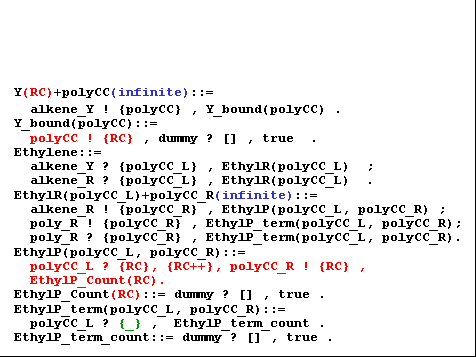 Y(RC)+polyCC(infinite)::=
alkene_Y ! {polyCC} , Y_bound(polyCC) .
Y_bound(polyCC)::=
polyCC ! {RC} , dummy ? [] , true .
Ethylene::=
alkene_Y ? {polyCC_L} , EthylR(polyCC_L) ;
alkene_R ? {polyCC_L} , EthylR(polyCC_L) .
EthylR(polyCC_L)+polyCC_R(infinite)::=
alkene_R ! {polyCC_R} , EthylP(polyCC_L, polyCC_R) ;
poly_R ! {polyCC_R} , EthylP_term(polyCC_L, polyCC_R);
poly_R ? {polyCC_R} , EthylP_term(polyCC_L, polyCC_R).
EthylP(polyCC_L, polyCC_R)::=
polyCC_L ? {RC}, {RC++}, polyCC_R ! {RC} ,
EthylP_Count(RC).
EthylP_Count(RC)::= dummy ? [] , true .
EthylP_term(polyCC_L, polyCC_R)::=
polyCC_L ? {_} , EthylP_term_count .
EthylP_term_count::= dummy ? [] , true .